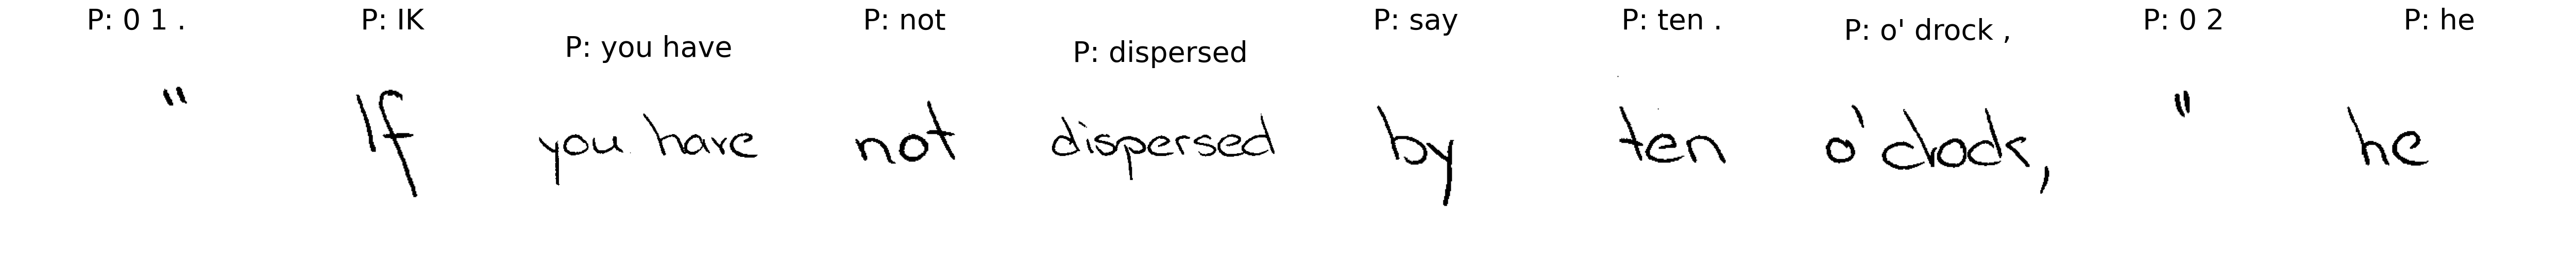 P: 0 1 . P: IK P: you have P: not P: dispersed P: say P: ten . P: o' drock , P: 0 2 P: he
" If you have not dispersed by ten o'clock, " he